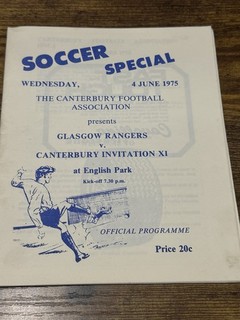 SOCCER
SPECIAL
WEDNESDAY, 4 JUNE 1975
THE CANTERBURY FOOTBALL
ASSOCIATION
presents
GLASGOW RANGERS
v.
CANTERBURY INVITATION XI
at English Park
Kick-off 7.30 p.m.
OFFICIAL PROGRAMME
Price 20c